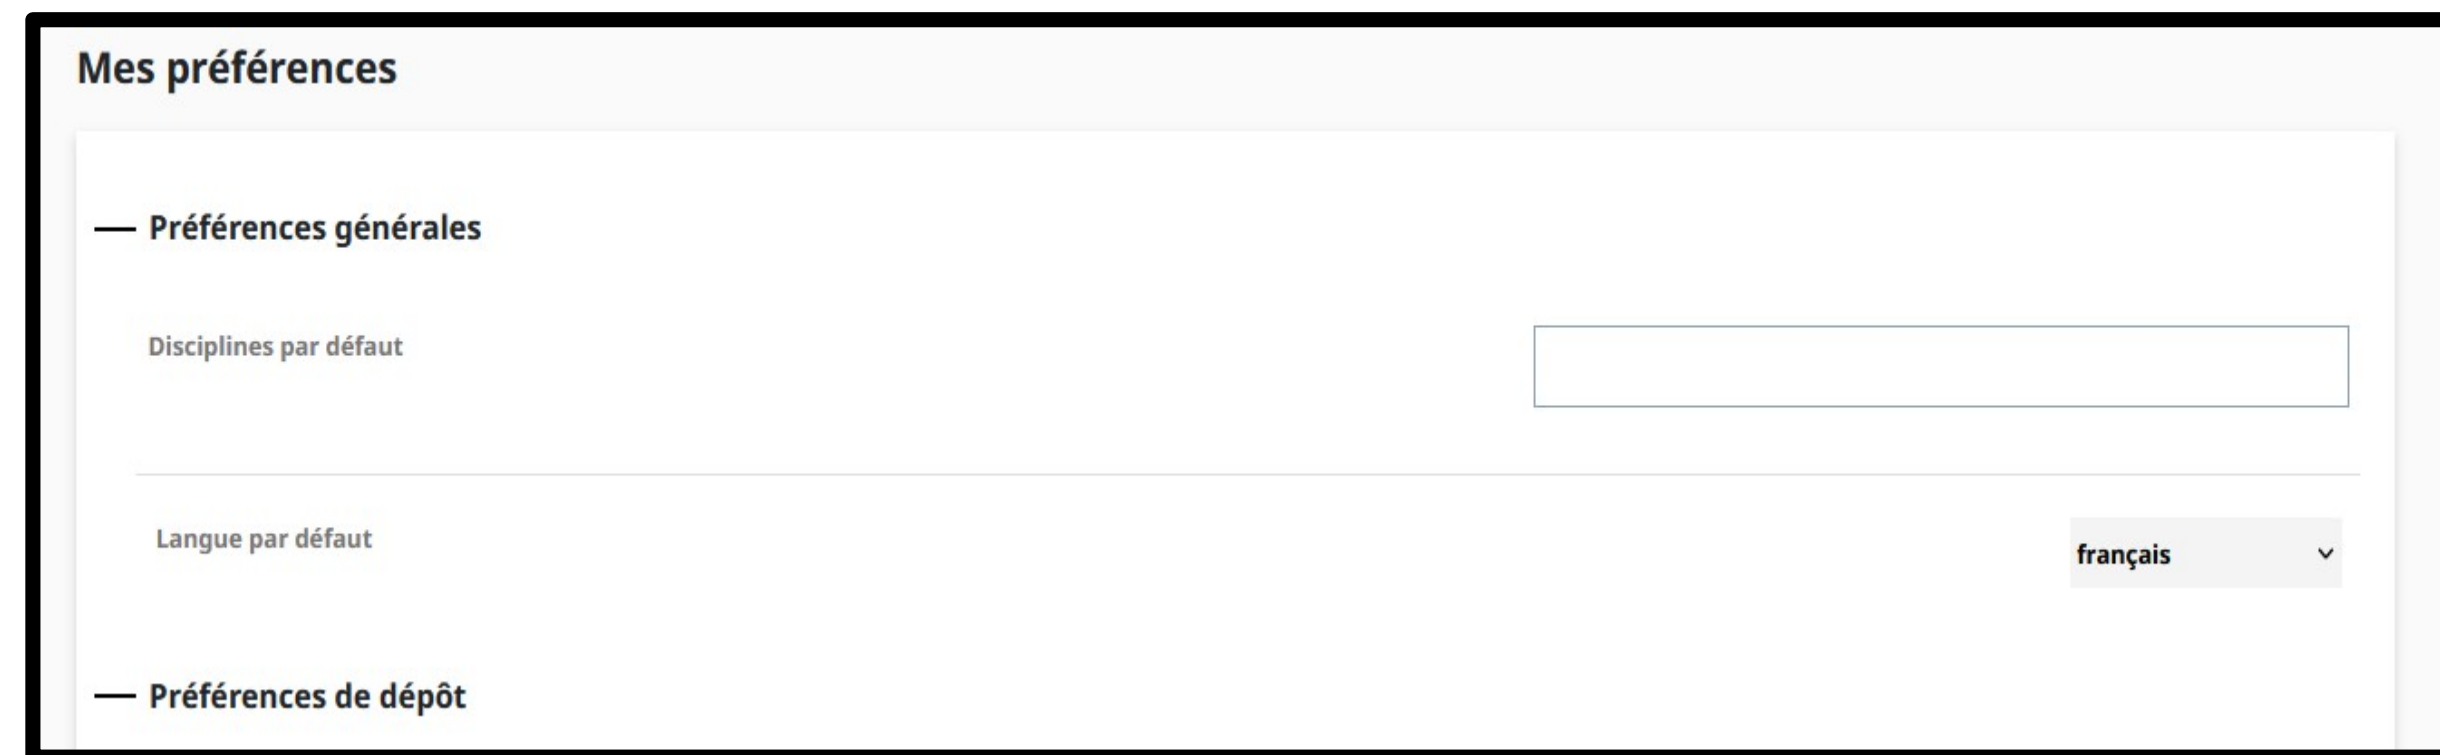 Mes préférences
Préférences générales
Disciplines par défaut
Langue par défaut
français
Préférences de dépôt